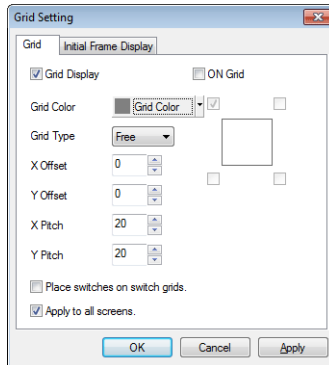 Grid Setting
Grid
Initial Frame Display
Grid Display
ON Grid
Grid Color
Grid Color
Grid Type
Free
X Offset
0
Y Offset
0
X Pitch
20
Y Pitch
20
Place switches on switch grids.
Apply to all screens.
OK
Cancel
Apply